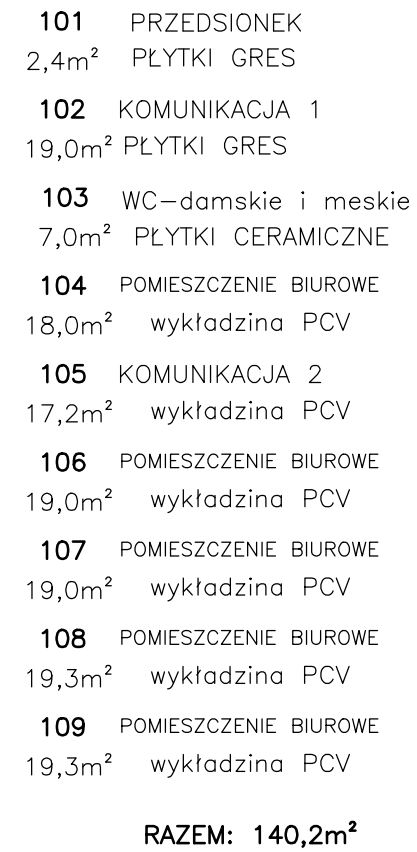 101 PRZEDSIONEK
2,4m² PŁYTKI GRES
102 KOMUNIKACJA 1
19,0m² PŁYTKI GRES
103 WC-damskie i meskie
7,0m² PŁYTKI CERAMICZNE
104 POMIESZCZENIE BIUROWE
18,0m² wykładzina PCV
105 KOMUNIKACJA 2
17,2m² wykładzina PCV
106 POMIESZCZENIE BIUROWE
19,0m² wykładzina PCV
107 POMIESZCZENIE BIUROWE
19,0m² wykładzina PCV
108 POMIESZCZENIE BIUROWE
19,3m² wykładzina PCV
109 POMIESZCZENIE BIUROWE
19,3m² wykładzina PCV
RAZEM: 140,2m²